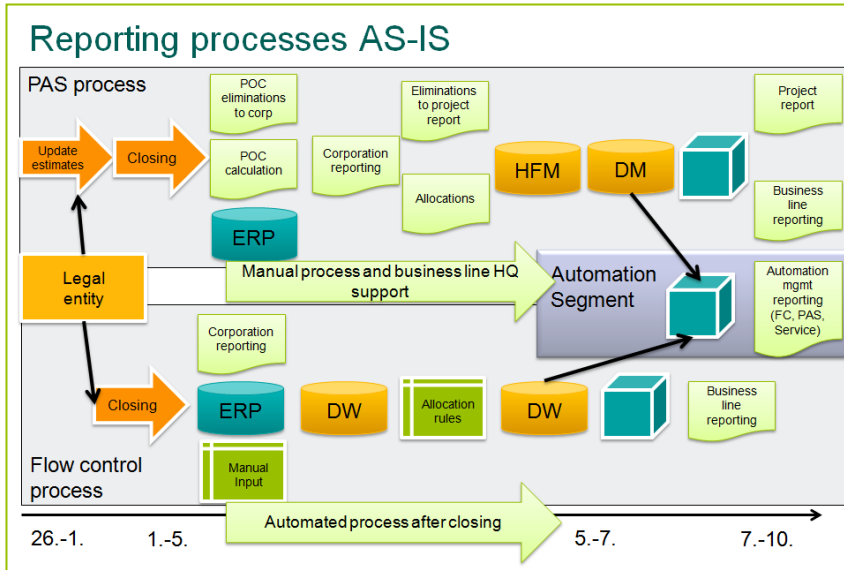 Reporting processes AS-IS
PAS process
POC
eliminations
to corp
Eliminations
to project
report
Project
report
Update
estimates
Closing
POC
calculation
Corporation
reporting
HFM
DM
Allocations
Business
line
reporting
ERP
Legal
entity
Manual process and business line HQ
support
Automation
Segment
Automation
mgmt
reporting
(FC, PAS,
Service)
Corporation
reporting
Closing
ERP
DW
Allocation
rules
DW
Business
line
reporting
Flow control
process
Manual
Input
Automated process after closing
26.-1.
1.-5.
5.-7.
7.-10.